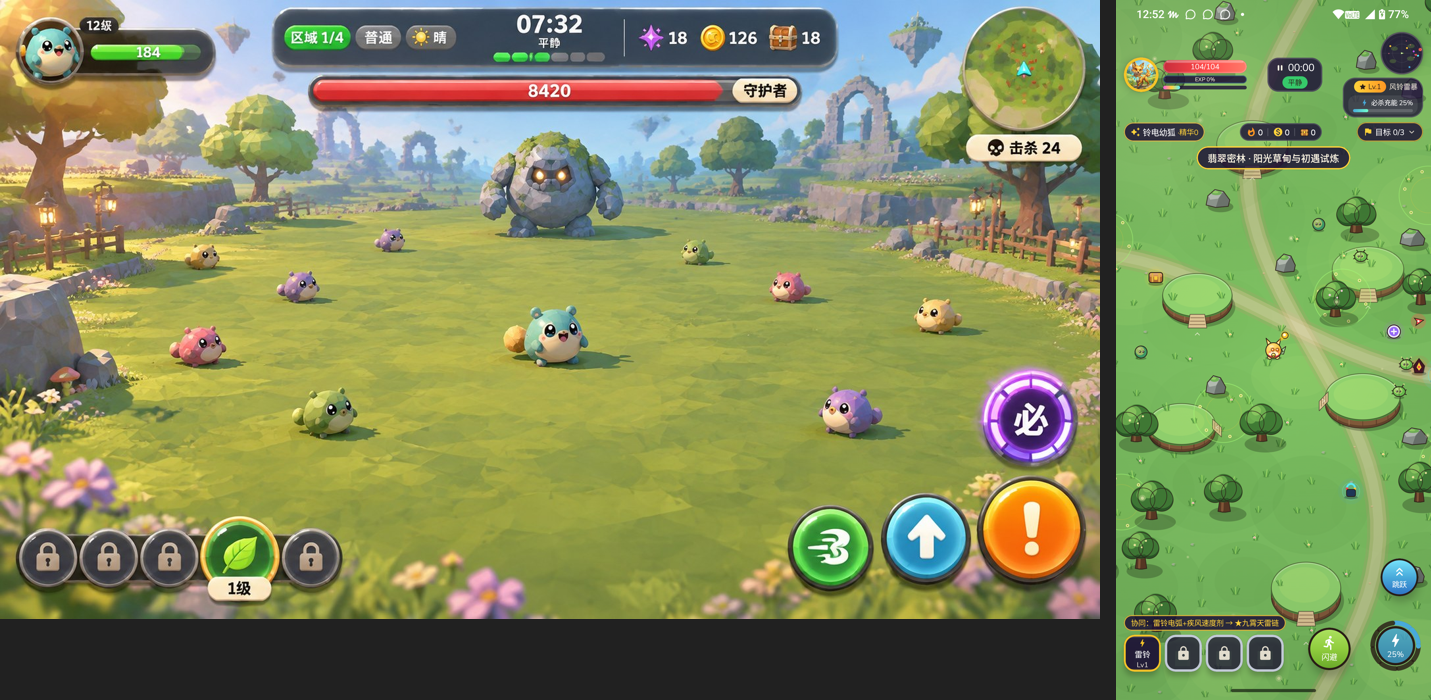 12级
184
区域 1/4
普通
晴
07:32
平静
18
126
18
8420
守护者
击杀 24
必
1级
12:52
77%
104/104
EXP 0%
00:00
平静
Lv.1 风铃雷暴
必杀充能 25%
铃电幼狐·精华0
0
0
0
目标 0/3
翡翠密林 · 阳光草甸与初遇试炼
跳跃
协同：雷铃电弧+疾风速度剂 → ★九霄天雷链
雷铃
Lv1
闪避
25%